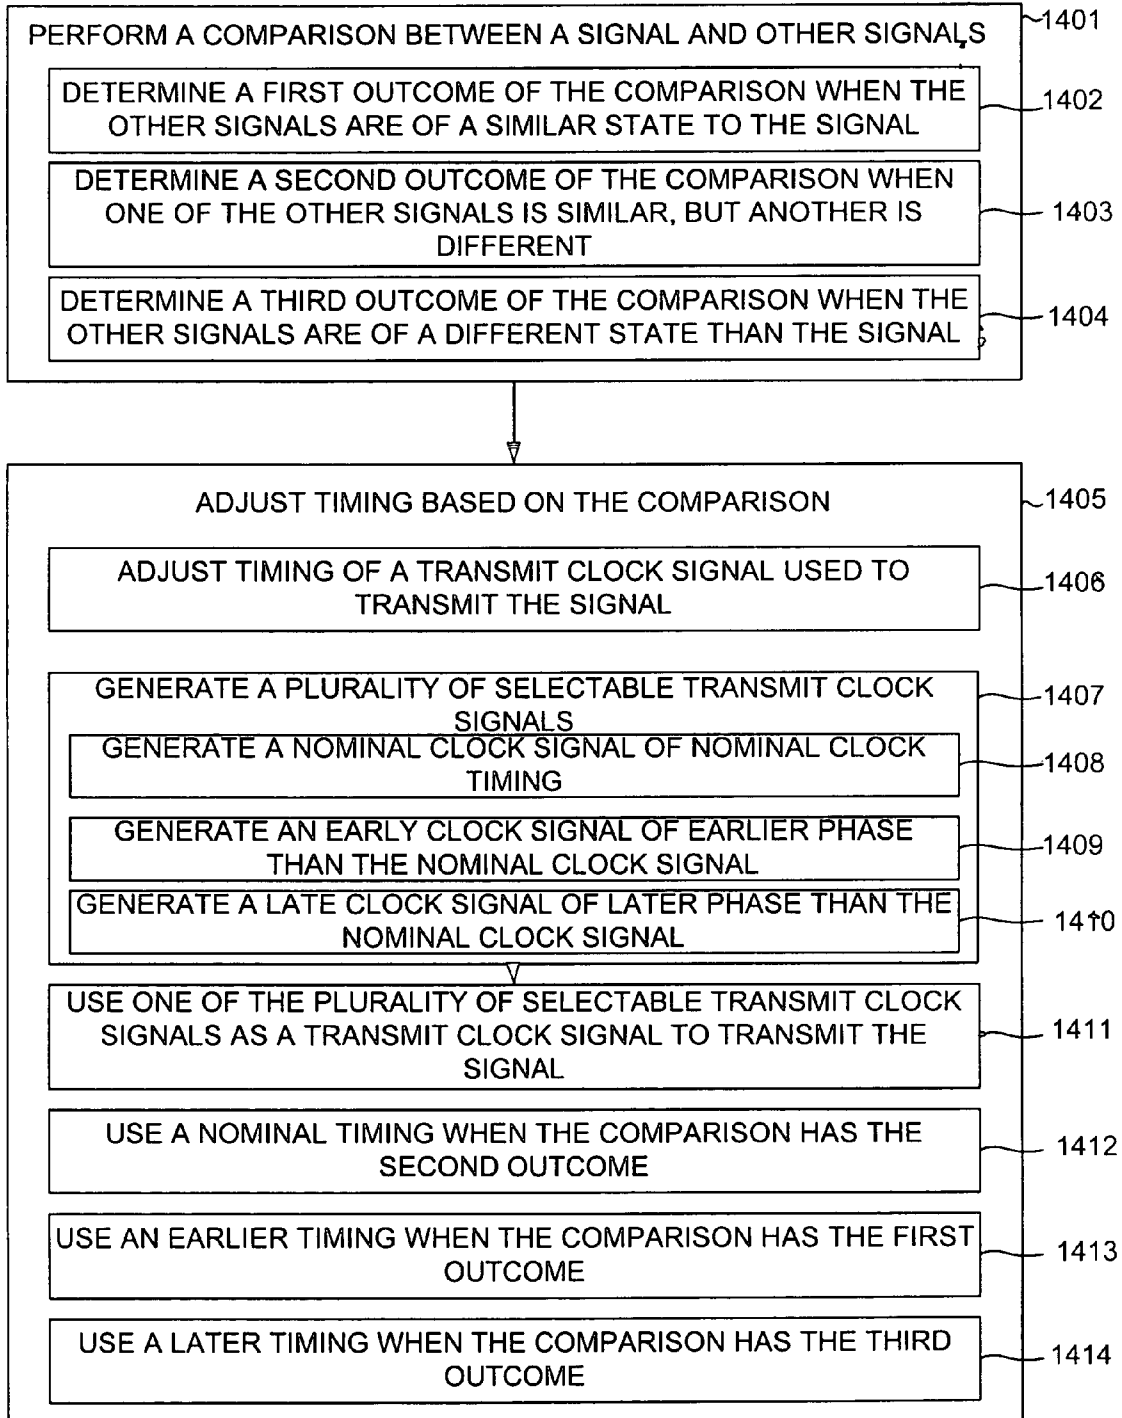 PERFORM A COMPARISON BETWEEN A SIGNAL AND OTHER SIGNALS
1401
DETERMINE A FIRST OUTCOME OF THE COMPARISON WHEN THE
OTHER SIGNALS ARE OF A SIMILAR STATE TO THE SIGNAL
1402
DETERMINE A SECOND OUTCOME OF THE COMPARISON WHEN
ONE OF THE OTHER SIGNALS IS SIMILAR, BUT ANOTHER IS
DIFFERENT
1403
DETERMINE A THIRD OUTCOME OF THE COMPARISON WHEN THE
OTHER SIGNALS ARE OF A DIFFERENT STATE THAN THE SIGNAL
1404
ADJUST TIMING BASED ON THE COMPARISON
1405
ADJUST TIMING OF A TRANSMIT CLOCK SIGNAL USED TO
TRANSMIT THE SIGNAL
1406
GENERATE A PLURALITY OF SELECTABLE TRANSMIT CLOCK
SIGNALS
1407
GENERATE A NOMINAL CLOCK SIGNAL OF NOMINAL CLOCK
TIMING
1408
GENERATE AN EARLY CLOCK SIGNAL OF EARLIER PHASE
THAN THE NOMINAL CLOCK SIGNAL
1409
GENERATE A LATE CLOCK SIGNAL OF LATER PHASE THAN THE
NOMINAL CLOCK SIGNAL
1410
USE ONE OF THE PLURALITY OF SELECTABLE TRANSMIT CLOCK
SIGNALS AS A TRANSMIT CLOCK SIGNAL TO TRANSMIT THE
SIGNAL
1411
USE A NOMINAL TIMING WHEN THE COMPARISON HAS THE
SECOND OUTCOME
1412
USE AN EARLIER TIMING WHEN THE COMPARISON HAS THE FIRST
OUTCOME
1413
USE A LATER TIMING WHEN THE COMPARISON HAS THE THIRD
OUTCOME
1414